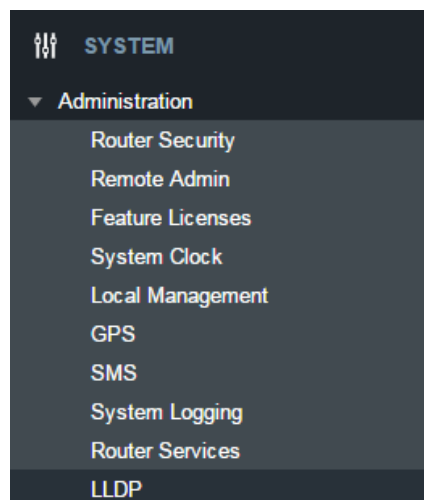 SYSTEM
Administration
Router Security
Remote Admin
Feature Licenses
System Clock
Local Management
GPS
SMS
System Logging
Router Services
LLDP